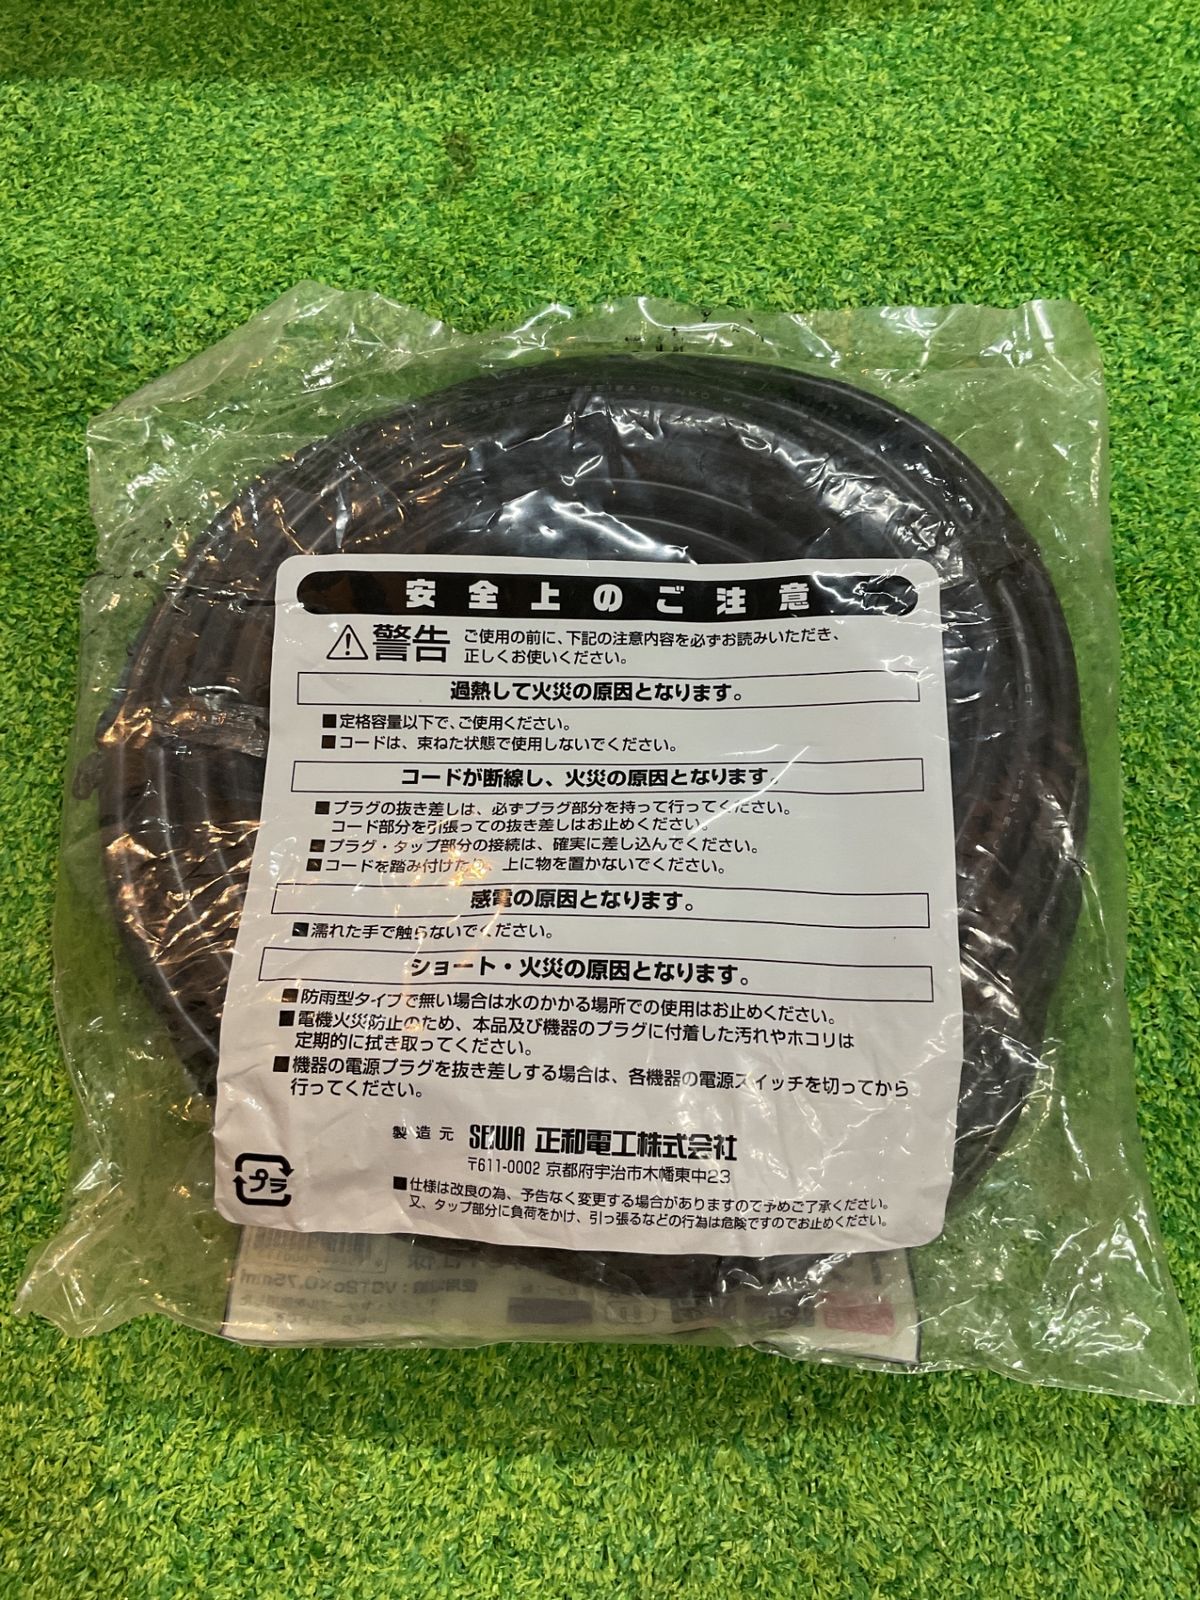 安全上のご注意
警告 ご使用の前に、下記の注意内容を必ずお読みいただき、
正しくお使いください。
過熱して火災の原因となります。
■定格容量以下で、ご使用ください。
■コードは、束ねた状態で使用しないでください。
コードが断線し、火災の原因となります。
■プラグの抜き差しは、必ずプラグ部分を持って行ってください。
コード部分を引張っての抜き差しはお止めください。
■プラグ・タップ部分の接続は、確実に差し込んでください。
■コードを踏み付けたり、上に物を置かないでください。
感電の原因となります。
■濡れた手で触らないでください。
ショート・火災の原因となります。
■防雨型タイプで無い場合は水のかかる場所での使用はお止めください。
■電機火災防止のため、本品及び機器のプラグに付着した汚れやホコリは
定期的に拭き取ってください。
■機器の電源プラグを抜き差しする場合は、各機器の電源スイッチを切ってから
行ってください。
製造元 SEIWA 正和電工株式会社
〒611-0002 京都府宇治市木幡東中23
プラ
■仕様は改良の為、予告なく変更する場合がありますので予めご了承ください。
又、タップ部分に負荷をかけ、引っ張るなどの行為は危険ですのでお止めください。